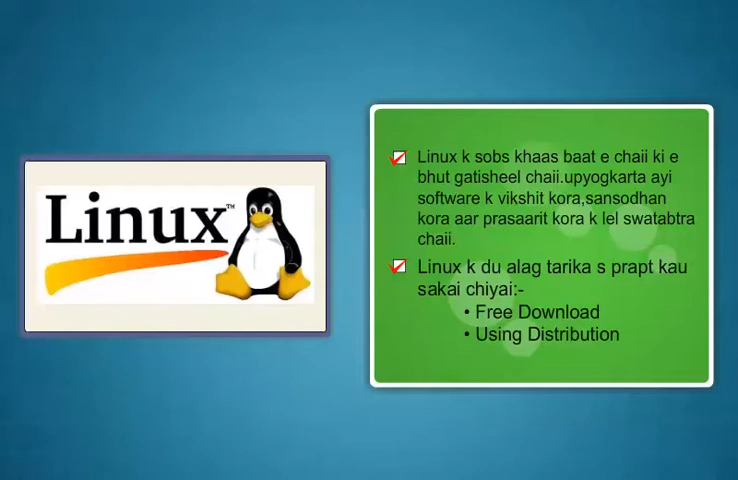 Linux™
Linux k sobs khaas baat e chaii ki e
bhut gatisheel chaii.upyogkarta ayi
software k vikshit kora,sansodhan
kora aar prasaarit kora k lel swatabtra
chaii.
Linux k du alag tarika s prapt kau
sakai chiyai:-
• Free Download
• Using Distribution